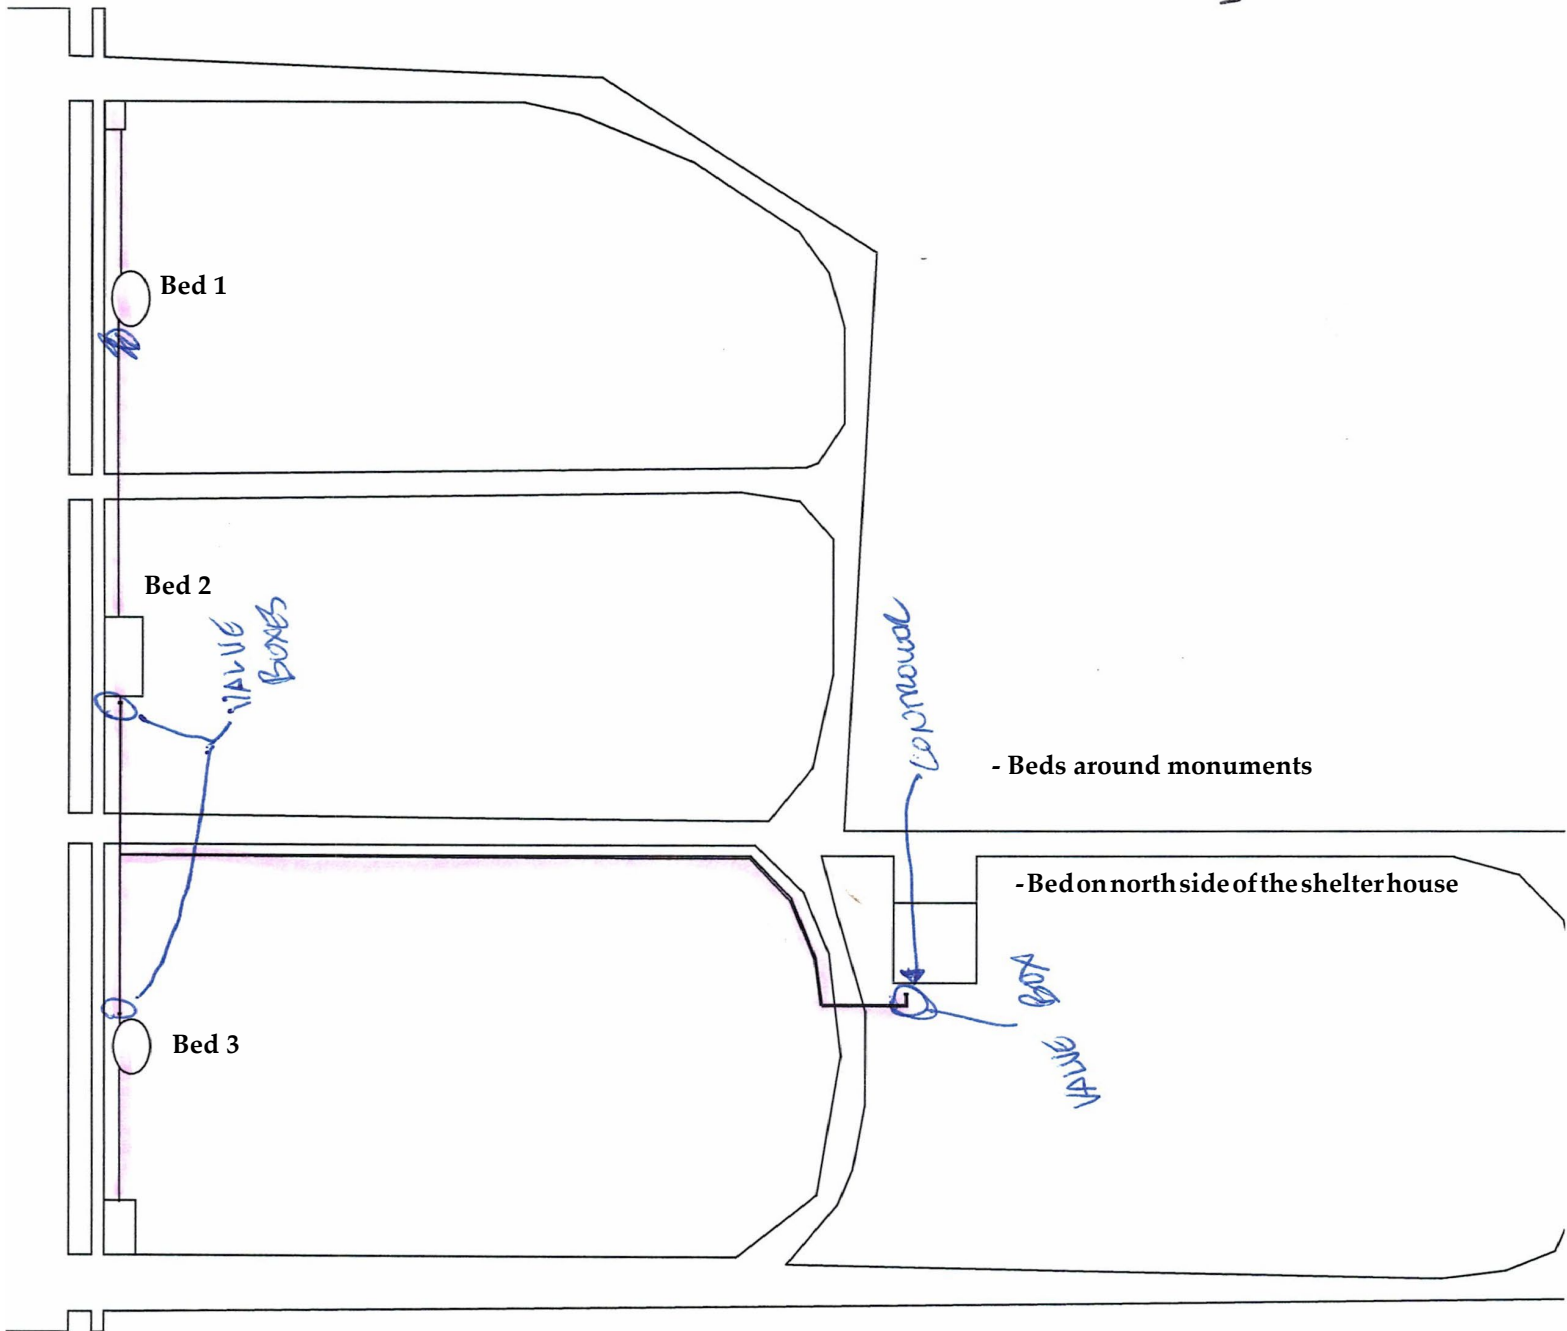 Bed 1
Bed 2
VALVE
BOXES
CONTROLLER
- Beds around monuments
- Bed on north side of the shelter house
BOX
VALVE
Bed 3